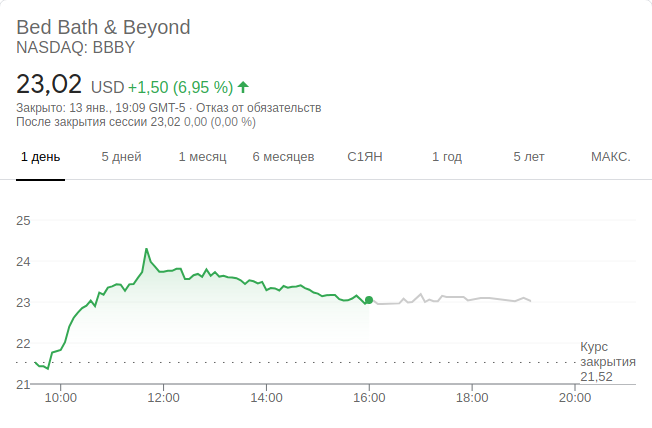 Bed Bath & Beyond
NASDAQ: BBBY
23,02 USD +1,50 (6,95 %)
Закрыто: 13 янв., 19:09 GMT-5 · Отказ от обязательств
После закрытия сессии 23,02 0,00 (0,00 %)
1 день 5 дней 1 месяц 6 месяцев С1ЯН 1 год 5 лет МАКС.
25
24
23
22
Курс
закрытия
21,52
21
10:00 12:00 14:00 16:00 18:00 20:00